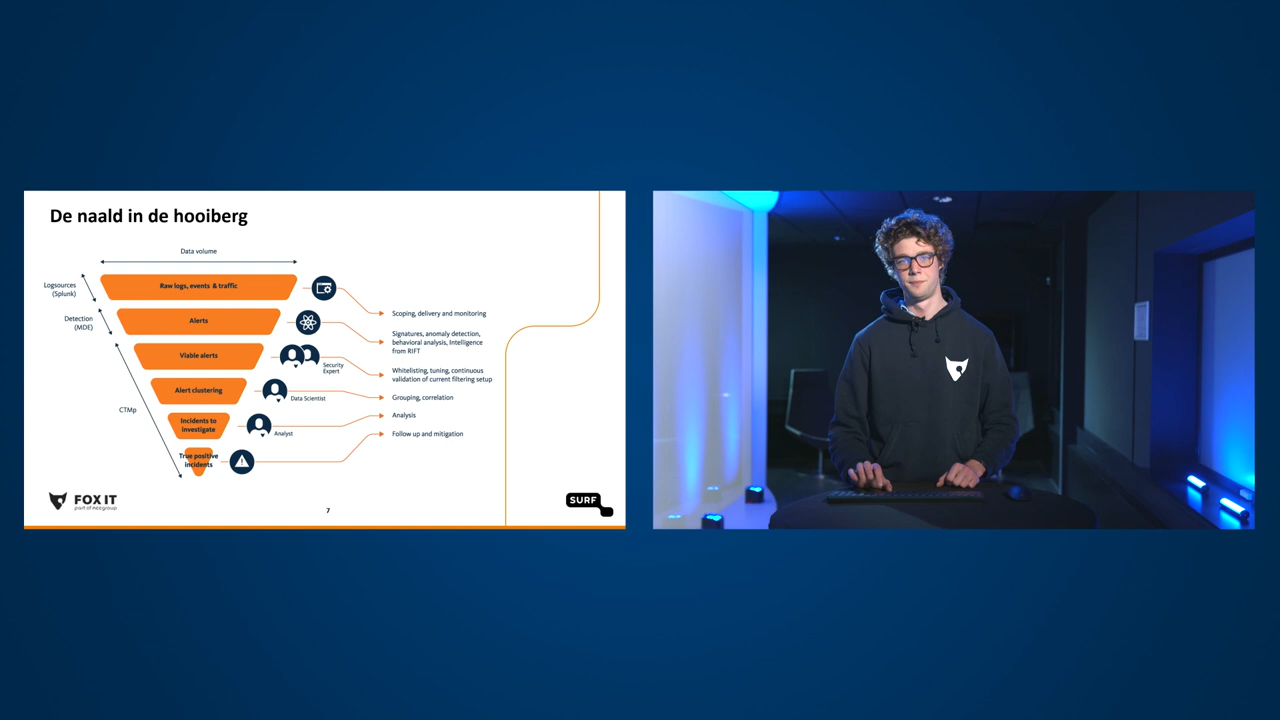 De naald in de hooiberg
Data volume
Logsources
(Splunk)
Raw logs, events & traffic
Scoping, delivery and monitoring
Detection
(MDE)
Alerts
Signatures, anomaly detection,
behavioral analysis, Intelligence
from RIFT
Viable alerts
Security
Expert
Whitelisting, tuning, continuous
validation of current filtering setup
Alert clustering
Data Scientist
Grouping, correlation
CTMp
Incidents to
investigate
Analyst
Analysis
True positive
incidents
Follow up and mitigation
FOX IT
part of nccgroup
7
SURF